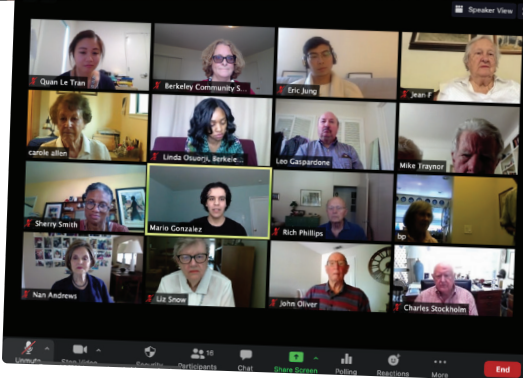 Speaker View
Quan Le Tran
Berkeley Community S...
Eric Jung
Jean F
carole allen
Linda Osuorji, Berkele...
Leo Gaspardone
Mike Traynor
Sherry Smith
Mario Gonzalez
Rich Phillips
bp
Nan Andrews
Liz Snow
John Oliver
Charles Stockholm
Unmute
Stop Video
Security
Participants
16
Chat
Share Screen
Polling
Reactions
More
End